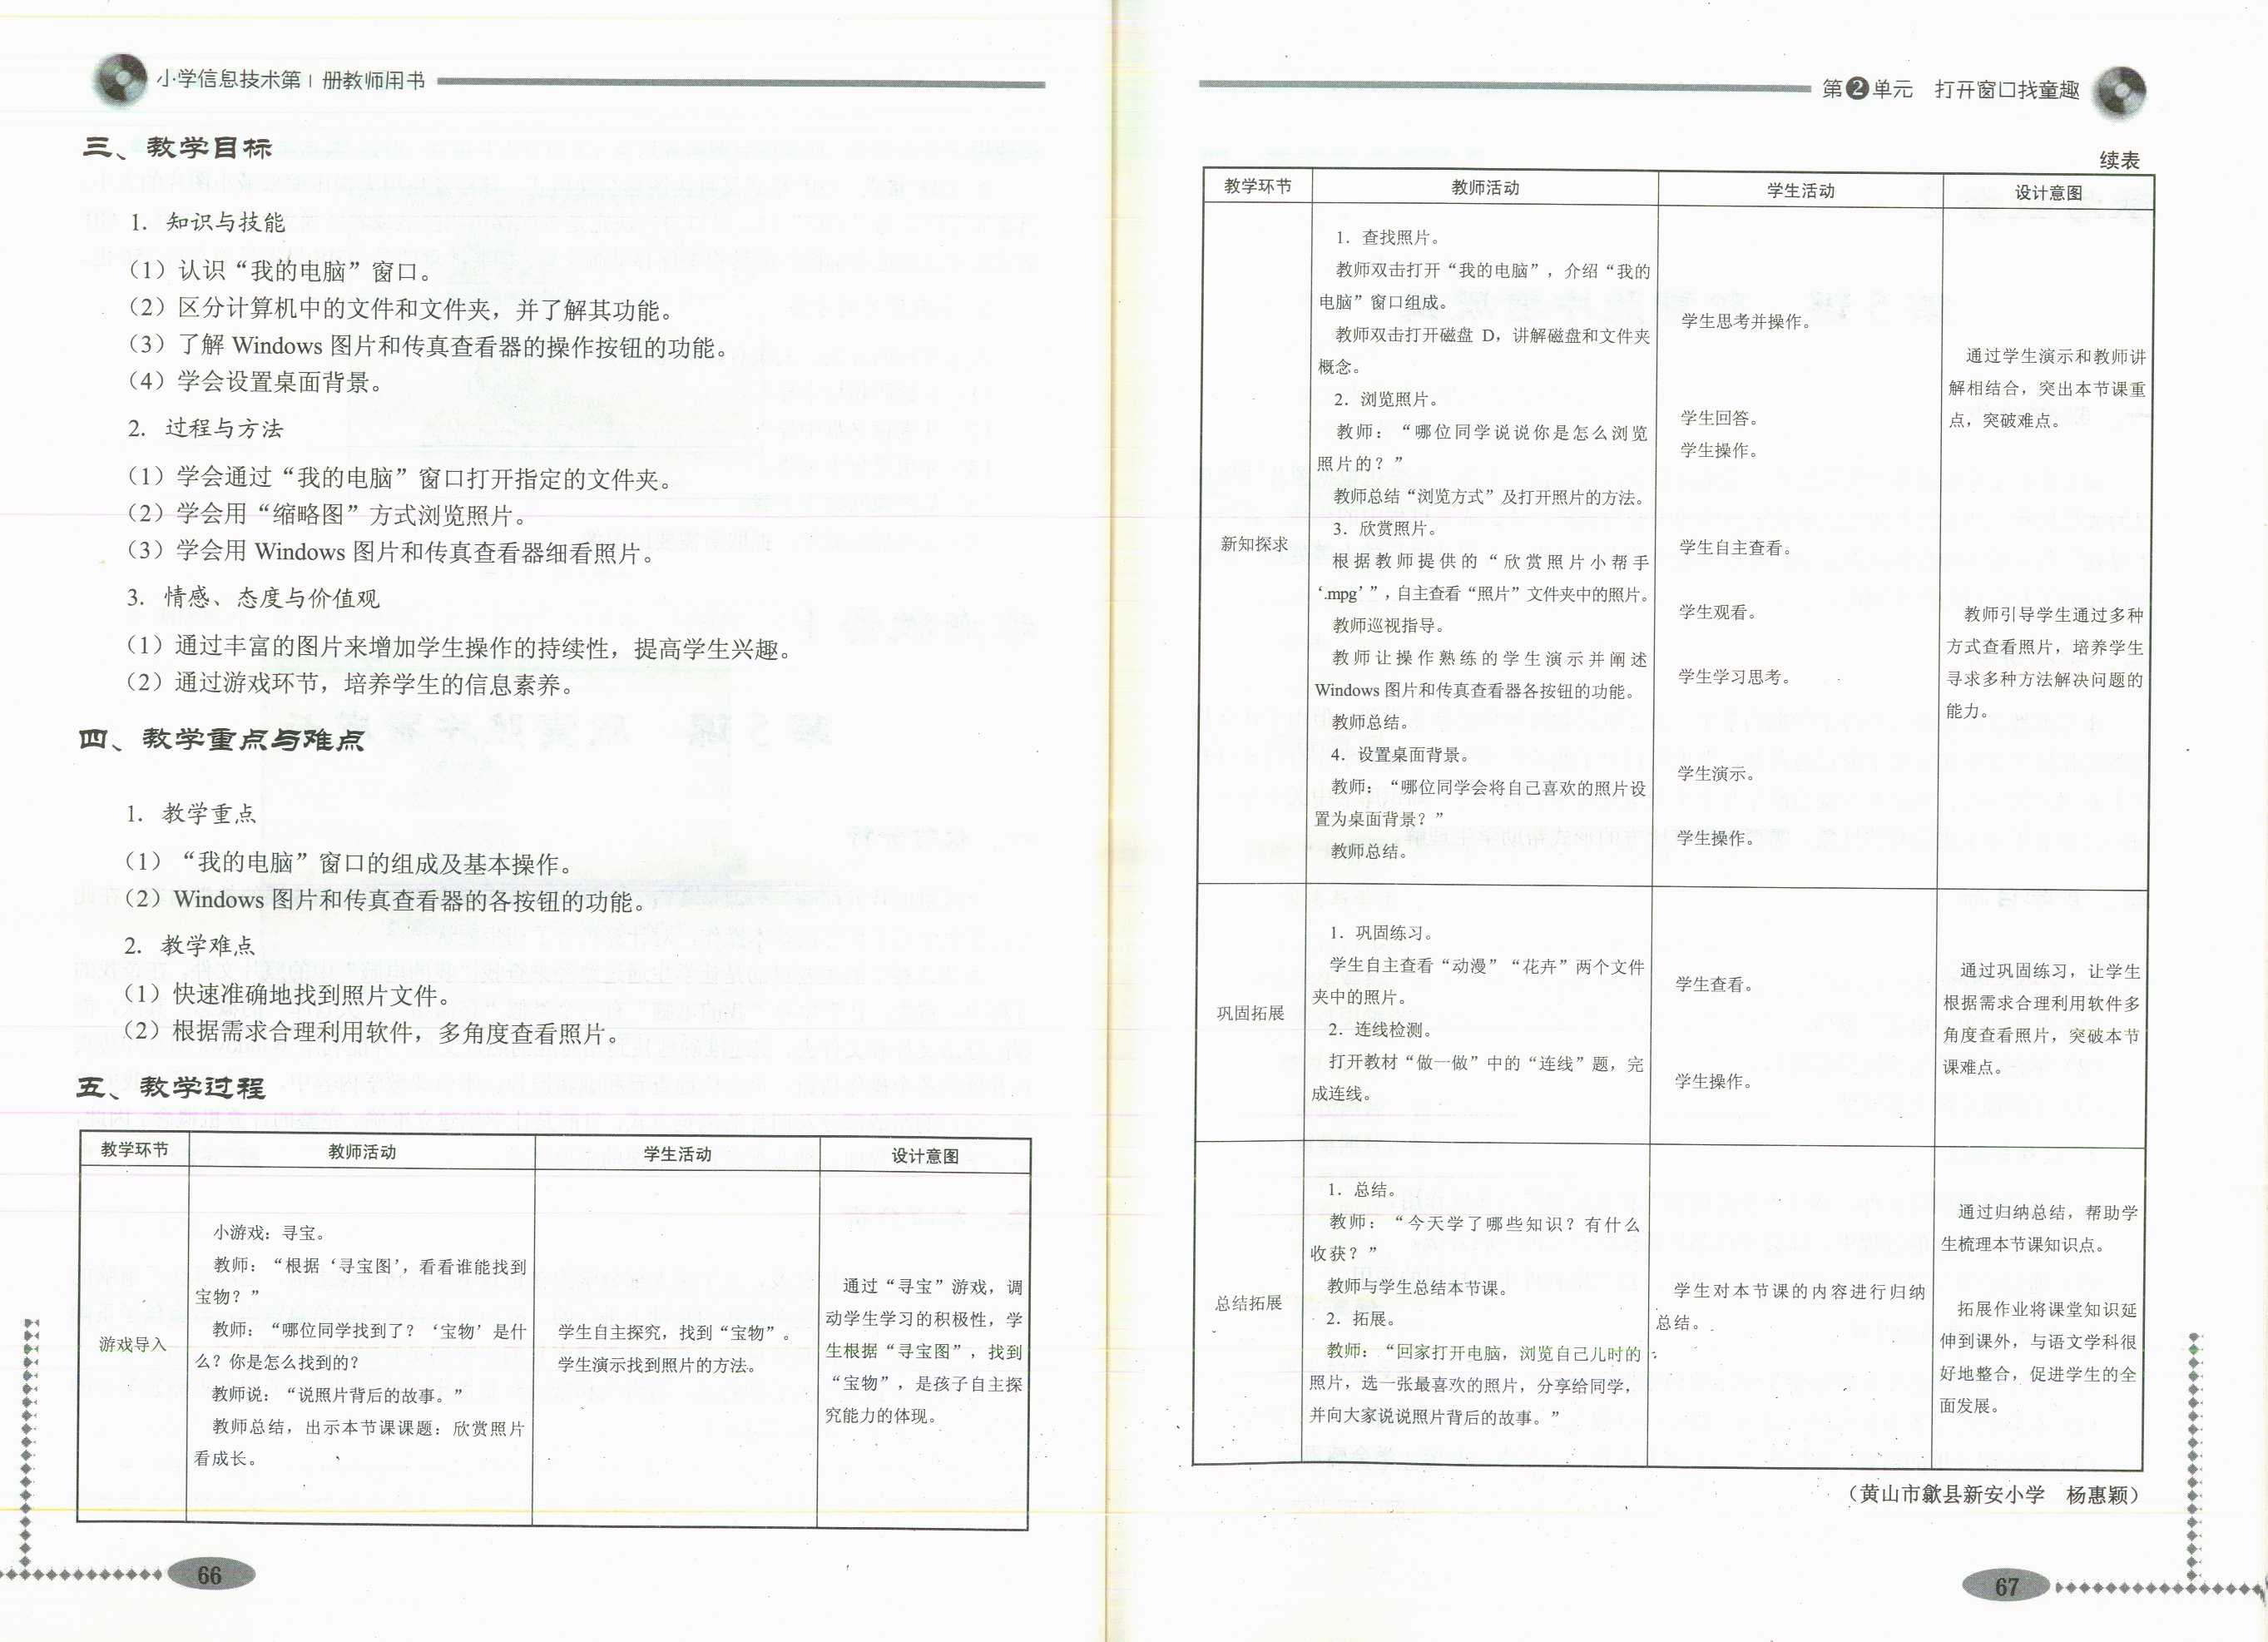 小学信息技术第1册教师用书
三、教学目标
1. 知识与技能
（1）认识“我的电脑”窗口。
（2）区分计算机中的文件和文件夹，并了解其功能。
（3）了解 Windows 图片和传真查看器的操作按钮的功能。
（4）学会设置桌面背景。
2. 过程与方法
（1）学会通过“我的电脑”窗口打开指定的文件夹。
（2）学会用“缩略图”方式浏览照片。
（3）学会用 Windows 图片和传真查看器细看照片。
3. 情感、态度与价值观
（1）通过丰富的图片来增加学生操作的持续性，提高学生兴趣。
（2）通过游戏环节，培养学生的信息素养。
四、教学重点与难点
1. 教学重点
（1）“我的电脑”窗口的组成及基本操作。
（2）Windows 图片和传真查看器的各按钮的功能。
2. 教学难点
（1）快速准确地找到照片文件。
（2）根据需求合理利用软件，多角度查看照片。
五、教学过程
教学环节 教师活动 学生活动 设计意图
游戏导入
小游戏：寻宝。
教师：“根据‘寻宝图’，看看谁能找到
宝物？”
教师：“哪位同学找到了？‘宝物’是什
么？你是怎么找到的？
教师说：“说照片背后的故事。”
教师总结，出示本节课课题：欣赏照片
看成长。
学生自主探究，找到“宝物”。
学生演示找到照片的方法。
通过“寻宝”游戏，调
动学生学习的积极性，学
生根据“寻宝图”，找到
“宝物”，是孩子自主探
究能力的体现。
66
第2单元 打开窗口找童趣
续表
教学环节 教师活动 学生活动 设计意图
新知探求
1. 查找照片。
教师双击打开“我的电脑”，介绍“我的
电脑”窗口组成。
教师双击打开磁盘 D，讲解磁盘和文件夹
概念。
2. 浏览照片。
教师：“哪位同学说说你是怎么浏览
照片的？”
教师总结“浏览方式”及打开照片的方法。
3. 欣赏照片。
根据教师提供的“欣赏照片小帮手
‘.mpg’”，自主查看“照片”文件夹中的照片。
教师巡视指导。
教师让操作熟练的学生演示并阐述
Windows 图片和传真查看器各按钮的功能。
教师总结。
4. 设置桌面背景。
教师：“哪位同学会将自己喜欢的照片设
置为桌面背景？”
教师总结。
学生思考并操作。
学生回答。
学生操作。
学生自主查看。
学生观看。
学生学习思考。
学生演示。
学生操作。
通过学生演示和教师讲
解相结合，突出本节课重
点，突破难点。
教师引导学生通过多种
方式查看照片，培养学生
寻求多种方法解决问题的
能力。
巩固拓展
1. 巩固练习。
学生自主查看“动漫”“花卉”两个文件
夹中的照片。
2. 连线检测。
打开教材“做一做”中的“连线”题，完
成连线。
学生查看。
学生操作。
通过巩固练习，让学生
根据需求合理利用软件多
角度查看照片，突破本节
课难点。
总结拓展
1. 总结。
教师：“今天学了哪些知识？有什么
收获？”
教师与学生总结本节课。
2. 拓展。
教师：“回家打开电脑，浏览自己儿时的
照片，选一张最喜欢的照片，分享给同学，
并向大家说说照片背后的故事。”
学生对本节课的内容进行归纳
总结。
通过归纳总结，帮助学
生梳理本节课知识点。
拓展作业将课堂知识延
伸到课外，与语文学科很
好地整合，促进学生的全
面发展。
（黄山市歙县新安小学 杨惠颖）
67